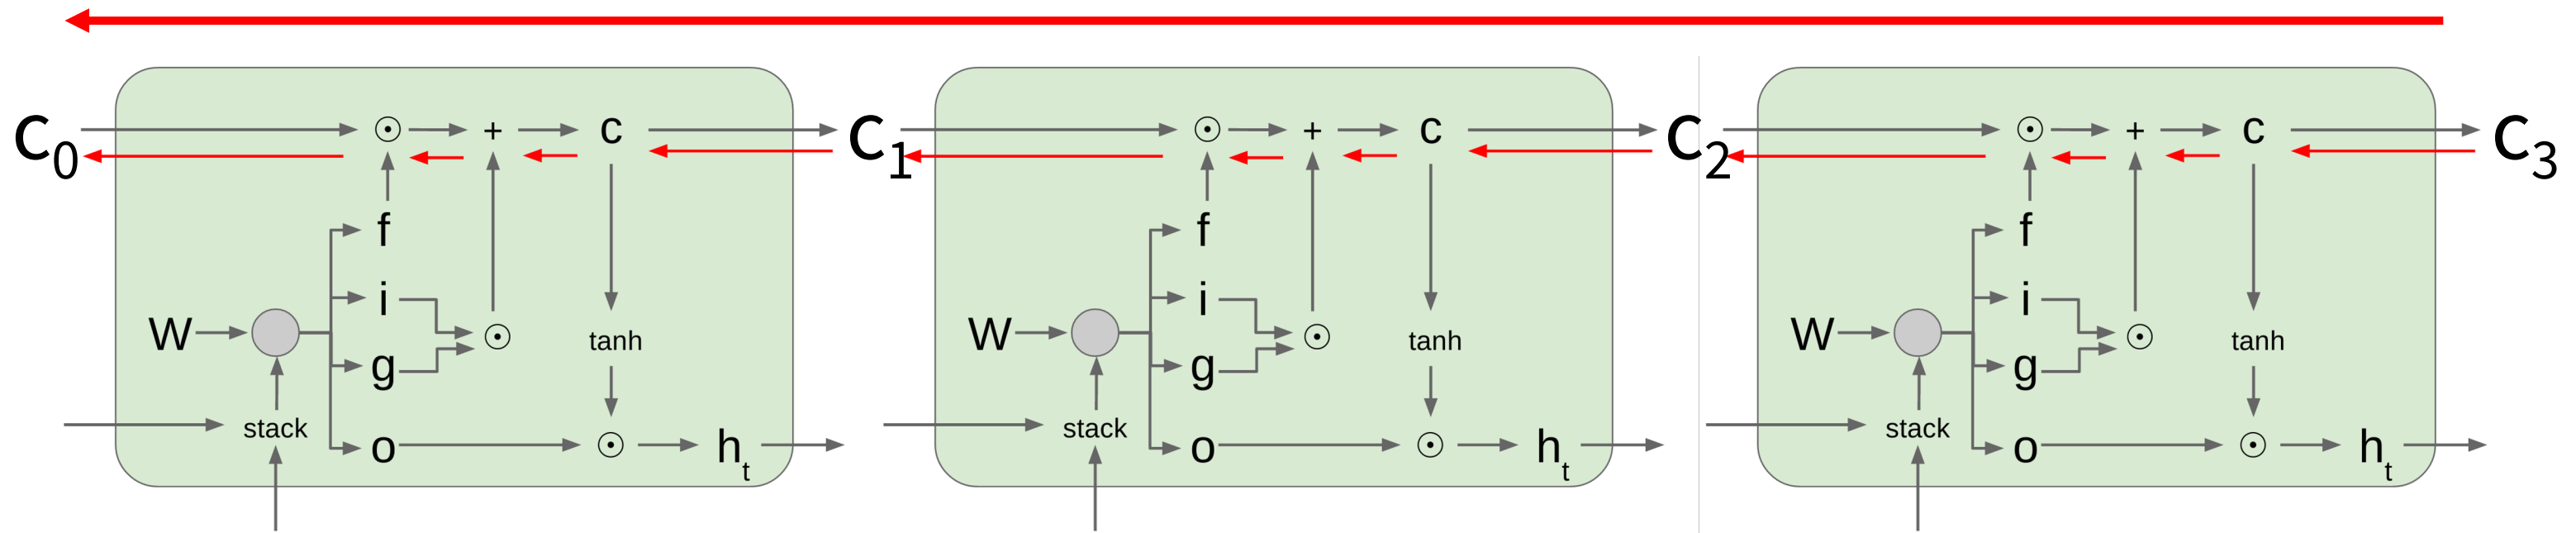 C0 ⊙ + c C1 ⊙ + c C2 ⊙ + c C3
f f f
i i i
W ⊙ tanh W ⊙ tanh W ⊙ tanh
g g g
stack stack stack
o ⊙ ht o ⊙ ht o ⊙ ht